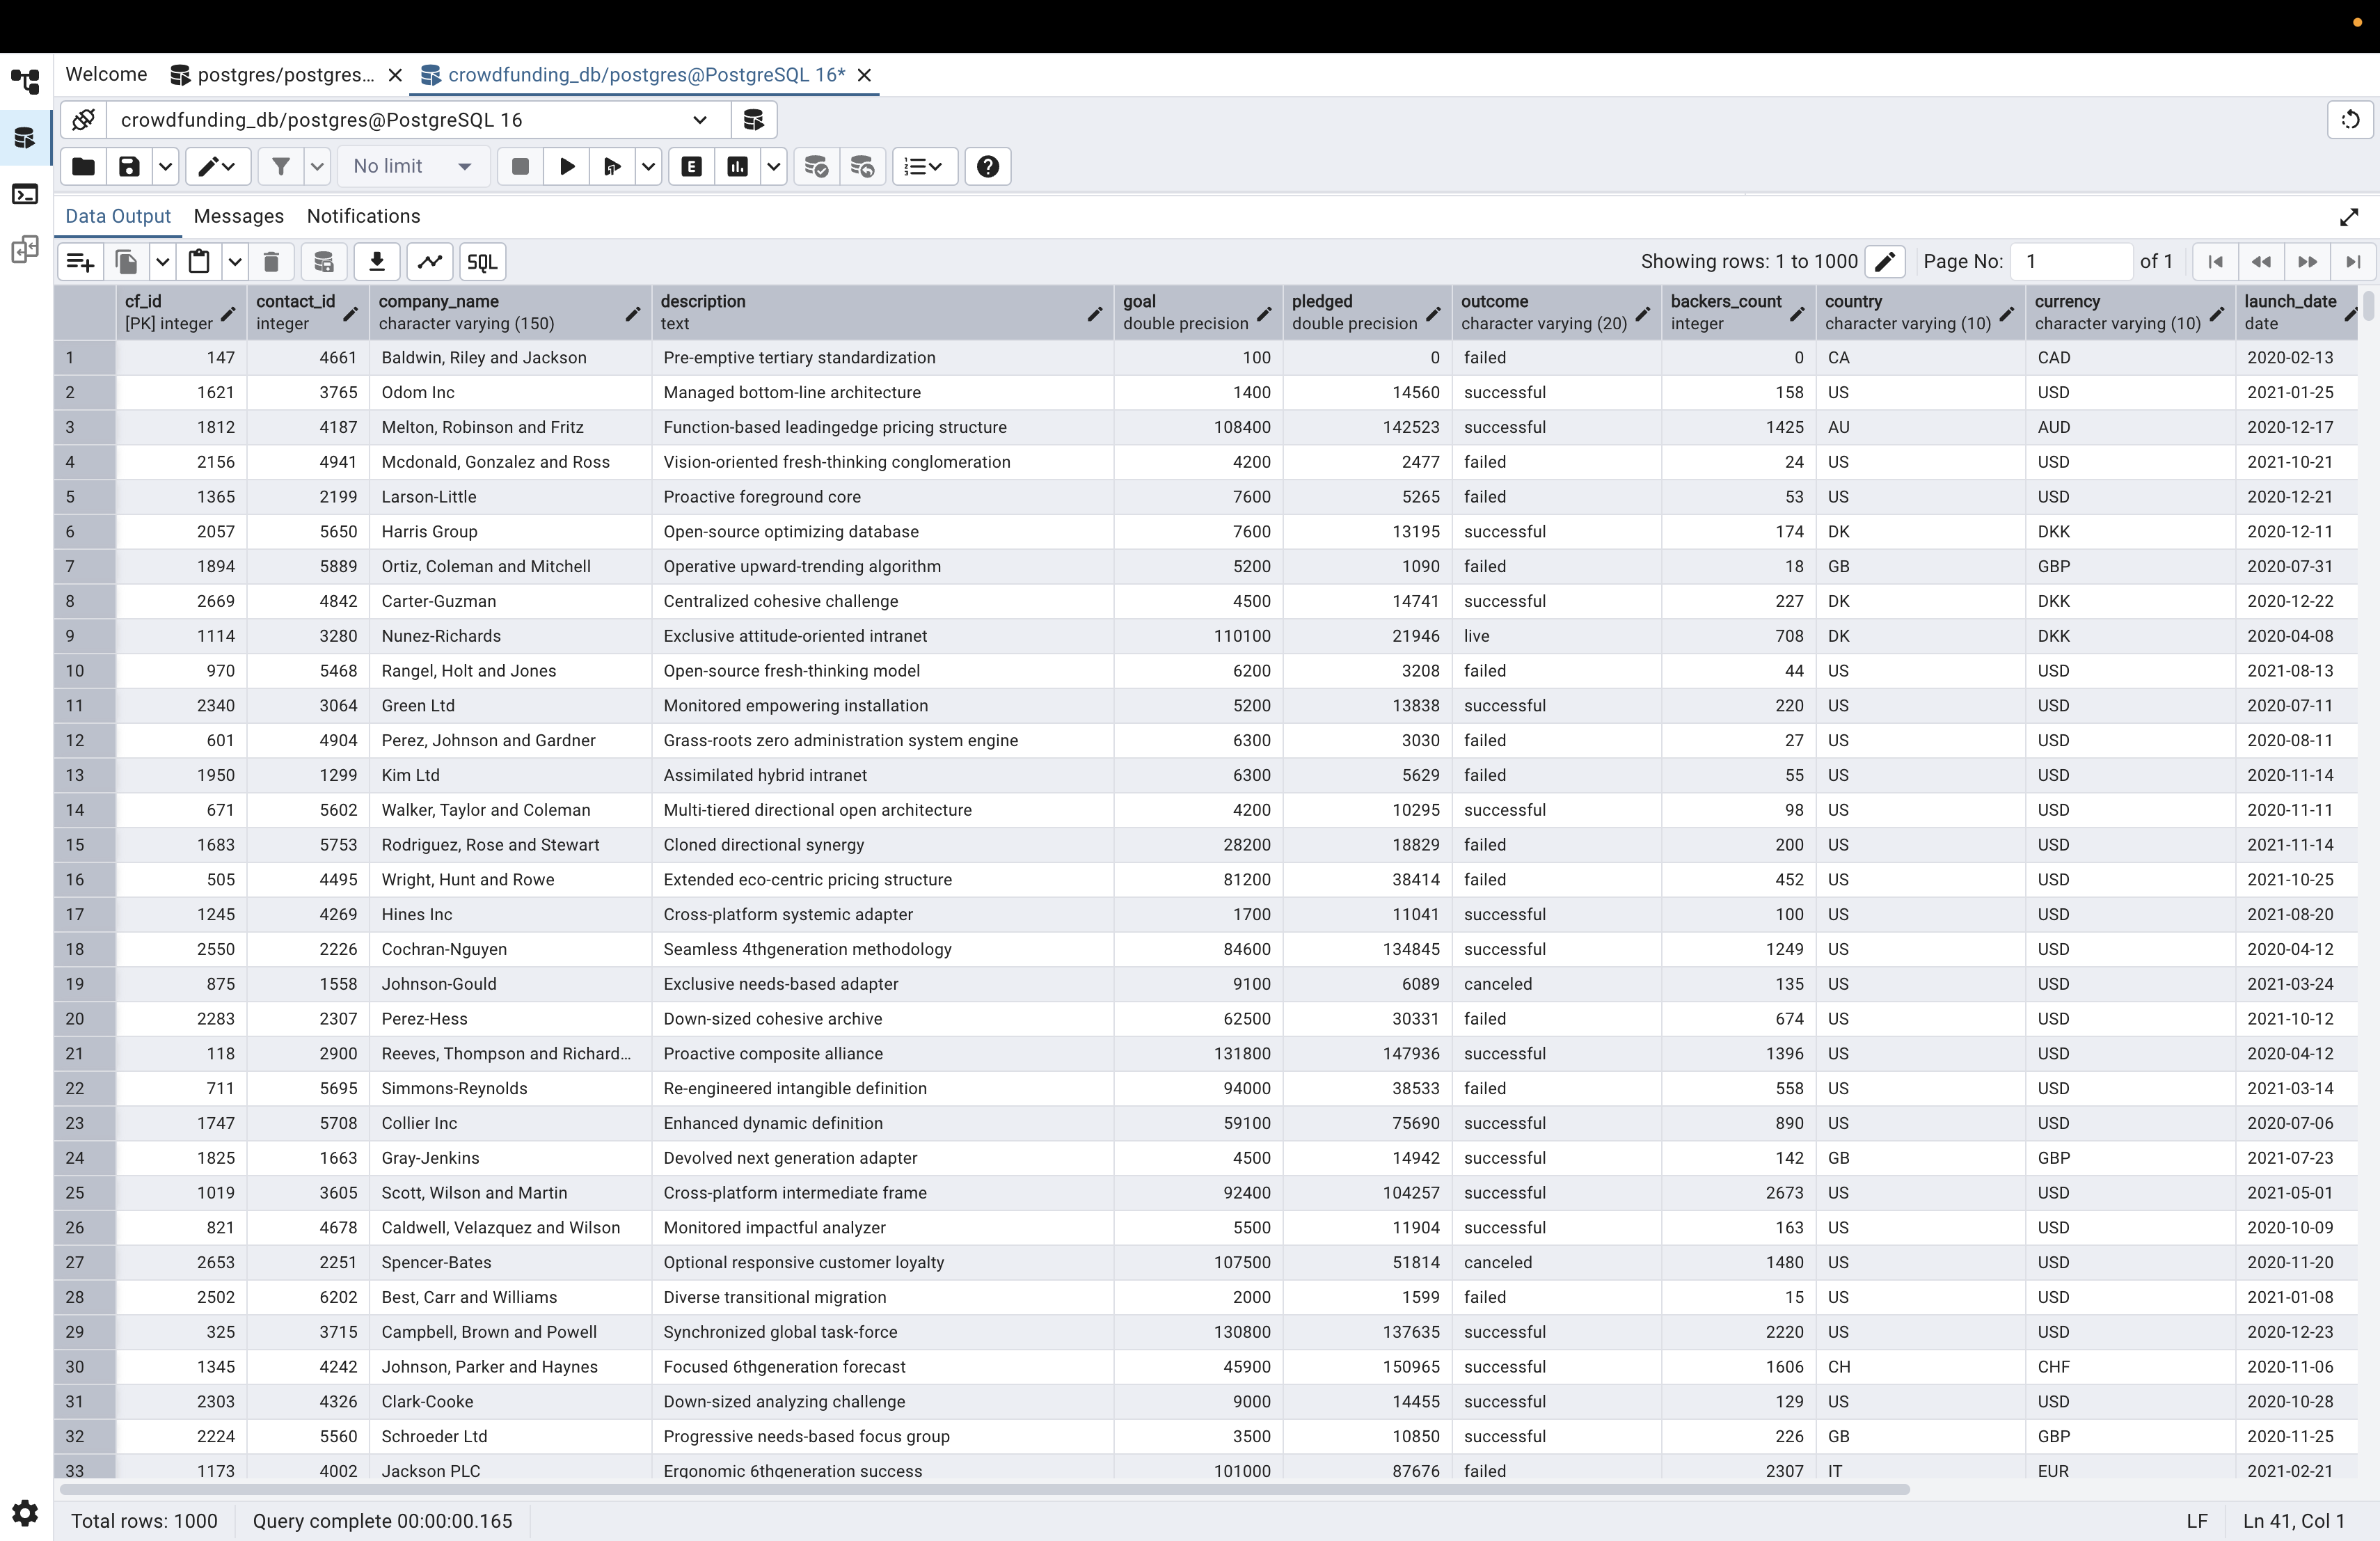 Welcome postgres/postgres... crowdfunding_db/postgres@PostgreSQL 16*
crowdfunding_db/postgres@PostgreSQL 16
No limit E
Data Output Messages Notifications
SQL Showing rows: 1 to 1000 Page No: 1 of 1
cf_id contact_id company_name description goal pledged outcome backers_count country currency launch_date
[PK] integer integer character varying (150) text double precision double precision character varying (20) integer character varying (10) character varying (10) date
1 147 4661 Baldwin, Riley and Jackson Pre-emptive tertiary standardization 100 0 failed 0 CA CAD 2020-02-13
2 1621 3765 Odom Inc Managed bottom-line architecture 1400 14560 successful 158 US USD 2021-01-25
3 1812 4187 Melton, Robinson and Fritz Function-based leadingedge pricing structure 108400 142523 successful 1425 AU AUD 2020-12-17
4 2156 4941 Mcdonald, Gonzalez and Ross Vision-oriented fresh-thinking conglomeration 4200 2477 failed 24 US USD 2021-10-21
5 1365 2199 Larson-Little Proactive foreground core 7600 5265 failed 53 US USD 2020-12-21
6 2057 5650 Harris Group Open-source optimizing database 7600 13195 successful 174 DK DKK 2020-12-11
7 1894 5889 Ortiz, Coleman and Mitchell Operative upward-trending algorithm 5200 1090 failed 18 GB GBP 2020-07-31
8 2669 4842 Carter-Guzman Centralized cohesive challenge 4500 14741 successful 227 DK DKK 2020-12-22
9 1114 3280 Nunez-Richards Exclusive attitude-oriented intranet 110100 21946 live 708 DK DKK 2020-04-08
10 970 5468 Rangel, Holt and Jones Open-source fresh-thinking model 6200 3208 failed 44 US USD 2021-08-13
11 2340 3064 Green Ltd Monitored empowering installation 5200 13838 successful 220 US USD 2020-07-11
12 601 4904 Perez, Johnson and Gardner Grass-roots zero administration system engine 6300 3030 failed 27 US USD 2020-08-11
13 1950 1299 Kim Ltd Assimilated hybrid intranet 6300 5629 failed 55 US USD 2020-11-14
14 671 5602 Walker, Taylor and Coleman Multi-tiered directional open architecture 4200 10295 successful 98 US USD 2020-11-11
15 1683 5753 Rodriguez, Rose and Stewart Cloned directional synergy 28200 18829 failed 200 US USD 2021-11-14
16 505 4495 Wright, Hunt and Rowe Extended eco-centric pricing structure 81200 38414 failed 452 US USD 2021-10-25
17 1245 4269 Hines Inc Cross-platform systemic adapter 1700 11041 successful 100 US USD 2021-08-20
18 2550 2226 Cochran-Nguyen Seamless 4thgeneration methodology 84600 134845 successful 1249 US USD 2020-04-12
19 875 1558 Johnson-Gould Exclusive needs-based adapter 9100 6089 canceled 135 US USD 2021-03-24
20 2283 2307 Perez-Hess Down-sized cohesive archive 62500 30331 failed 674 US USD 2021-10-12
21 118 2900 Reeves, Thompson and Richard... Proactive composite alliance 131800 147936 successful 1396 US USD 2020-04-12
22 711 5695 Simmons-Reynolds Re-engineered intangible definition 94000 38533 failed 558 US USD 2021-03-14
23 1747 5708 Collier Inc Enhanced dynamic definition 59100 75690 successful 890 US USD 2020-07-06
24 1825 1663 Gray-Jenkins Devolved next generation adapter 4500 14942 successful 142 GB GBP 2021-07-23
25 1019 3605 Scott, Wilson and Martin Cross-platform intermediate frame 92400 104257 successful 2673 US USD 2021-05-01
26 821 4678 Caldwell, Velazquez and Wilson Monitored impactful analyzer 5500 11904 successful 163 US USD 2020-10-09
27 2653 2251 Spencer-Bates Optional responsive customer loyalty 107500 51814 canceled 1480 US USD 2020-11-20
28 2502 6202 Best, Carr and Williams Diverse transitional migration 2000 1599 failed 15 US USD 2021-01-08
29 325 3715 Campbell, Brown and Powell Synchronized global task-force 130800 137635 successful 2220 US USD 2020-12-23
30 1345 4242 Johnson, Parker and Haynes Focused 6thgeneration forecast 45900 150965 successful 1606 CH CHF 2020-11-06
31 2303 4326 Clark-Cooke Down-sized analyzing challenge 9000 14455 successful 129 US USD 2020-10-28
32 2224 5560 Schroeder Ltd Progressive needs-based focus group 3500 10850 successful 226 GB GBP 2020-11-25
33 1173 4002 Jackson PLC Ergonomic 6thgeneration success 101000 87676 failed 2307 IT EUR 2021-02-21
Total rows: 1000 Query complete 00:00:00.165 LF Ln 41, Col 1